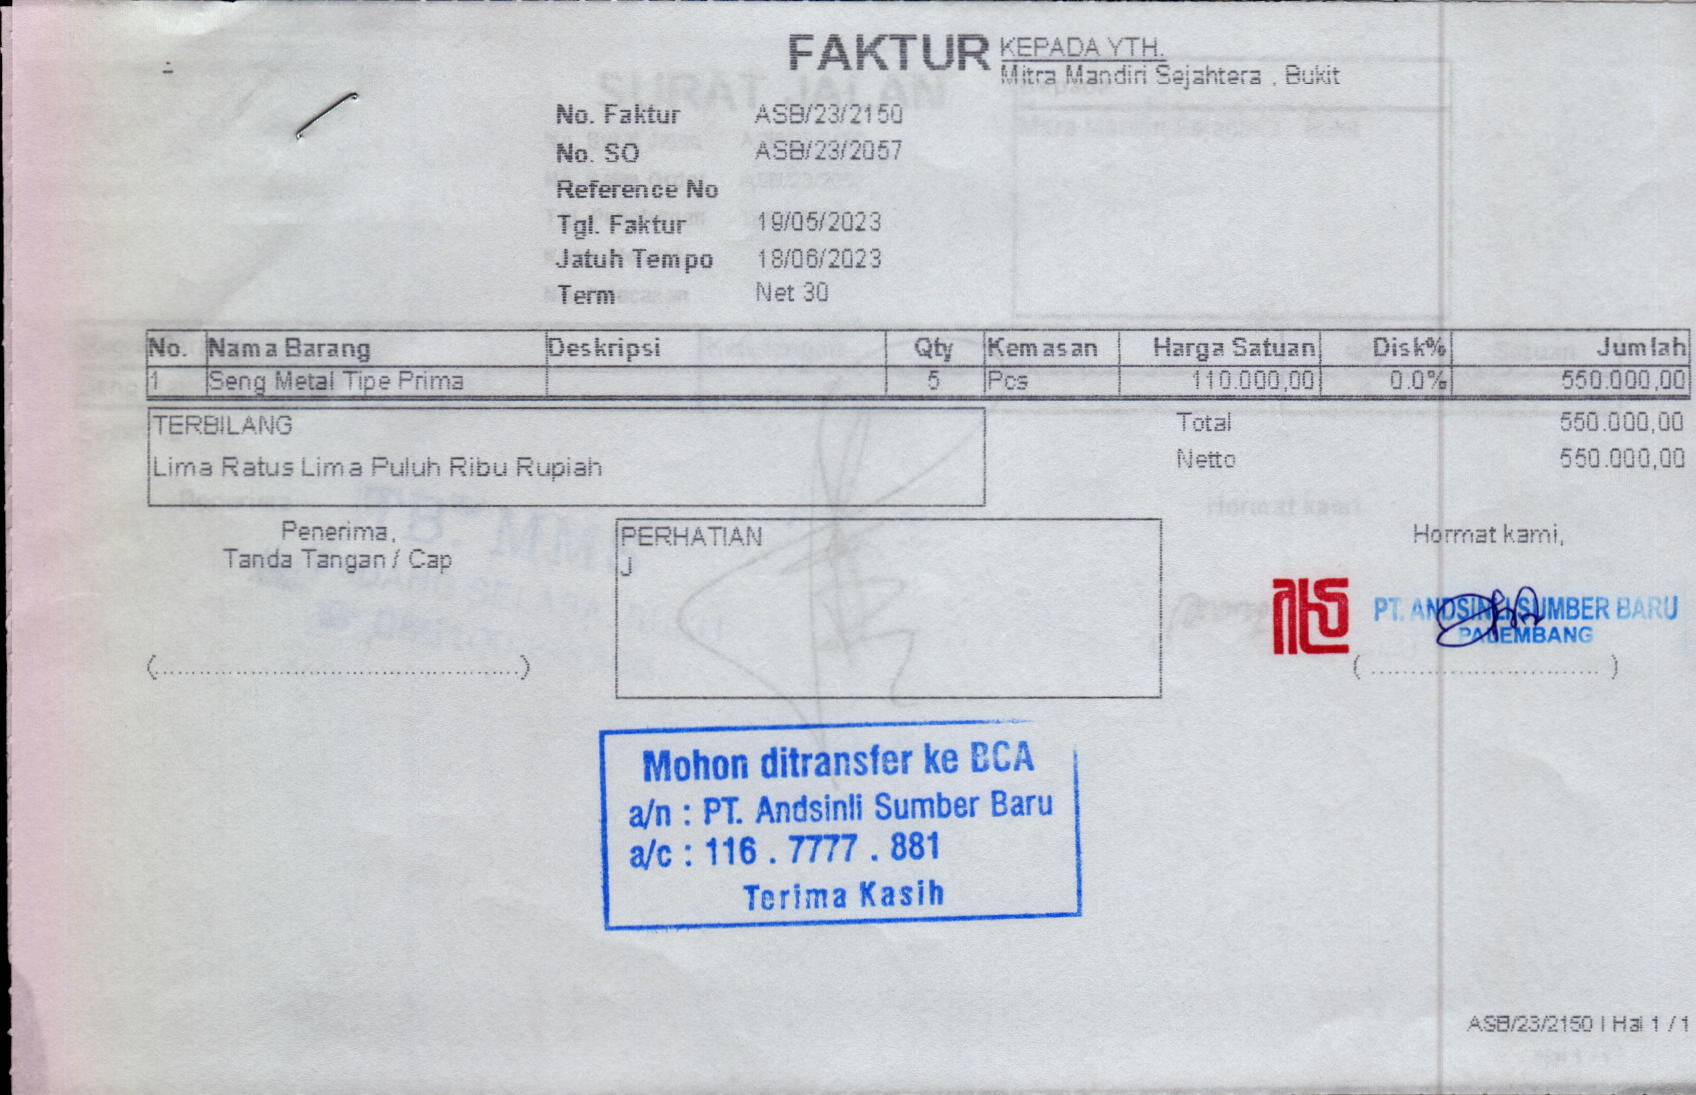 FAKTUR
KEPADA YTH.
Mitra Mandiri Sejahtera , Bukit
No. Faktur ASB/23/2150
No. SO ASB/23/2057
Reference No
Tgl. Faktur 19/05/2023
Jatuh Tempo 18/06/2023
Term Net 30
No. Nama Barang Deskripsi Qty Kemasan Harga Satuan Disk% Jumlah
1 Seng Metal Tipe Prima 5 Pcs 110.000,00 0.0% 550.000,00
TERBILANG
Lima Ratus Lima Puluh Ribu Rupiah
Total 550.000,00
Netto 550.000,00
Penerima,
Tanda Tangan / Cap
(................................................)
PERHATIAN
J
Hormat kami,
PT. ANDSINLI SUMBER BARU
PALEMBANG
(.............................)
Mohon ditransfer ke BCA
a/n : PT. Andsinli Sumber Baru
a/c : 116 . 7777 . 881
Terima Kasih
ASB/23/2150 | Hal 1 / 1